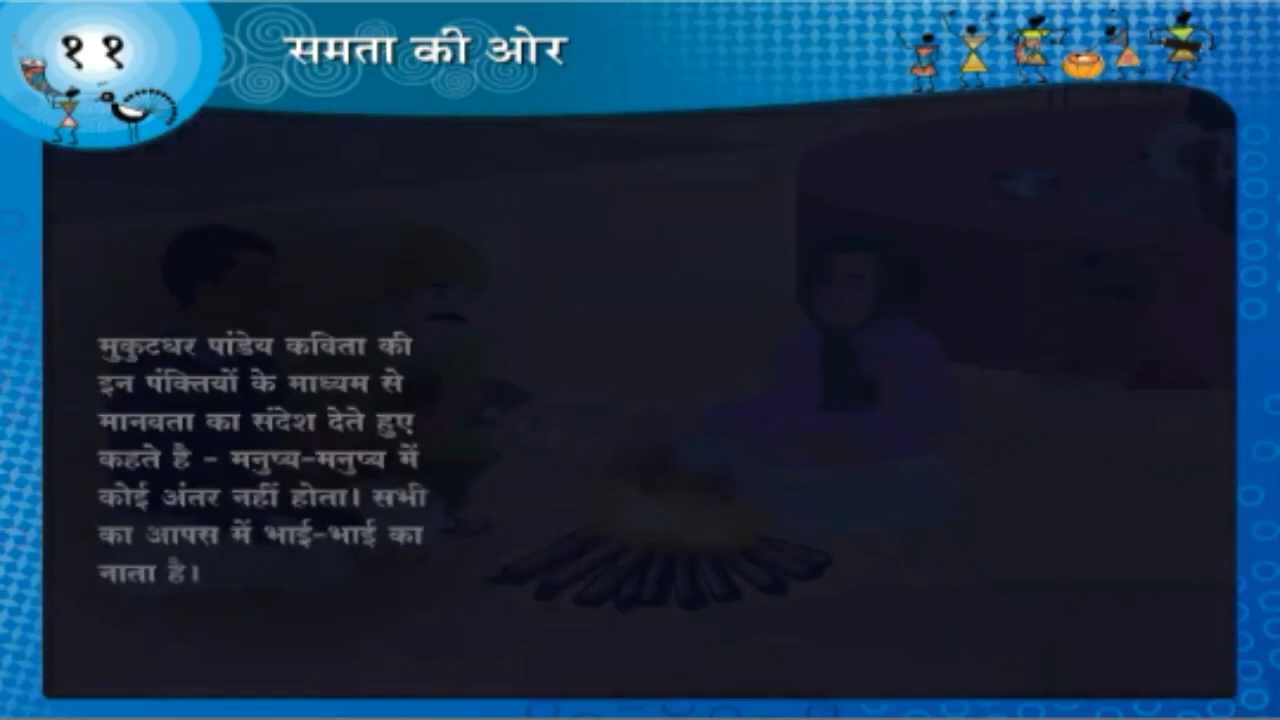 ११
समता की ओर
मुकुटधर पांडेय कविता की
इन पंक्तियों के माध्यम से
मानवता का संदेश देते हुए
कहते है - मनुष्य-मनुष्य में
कोई अंतर नहीं होता। सभी
का आपस में भाई-भाई का
नाता है।